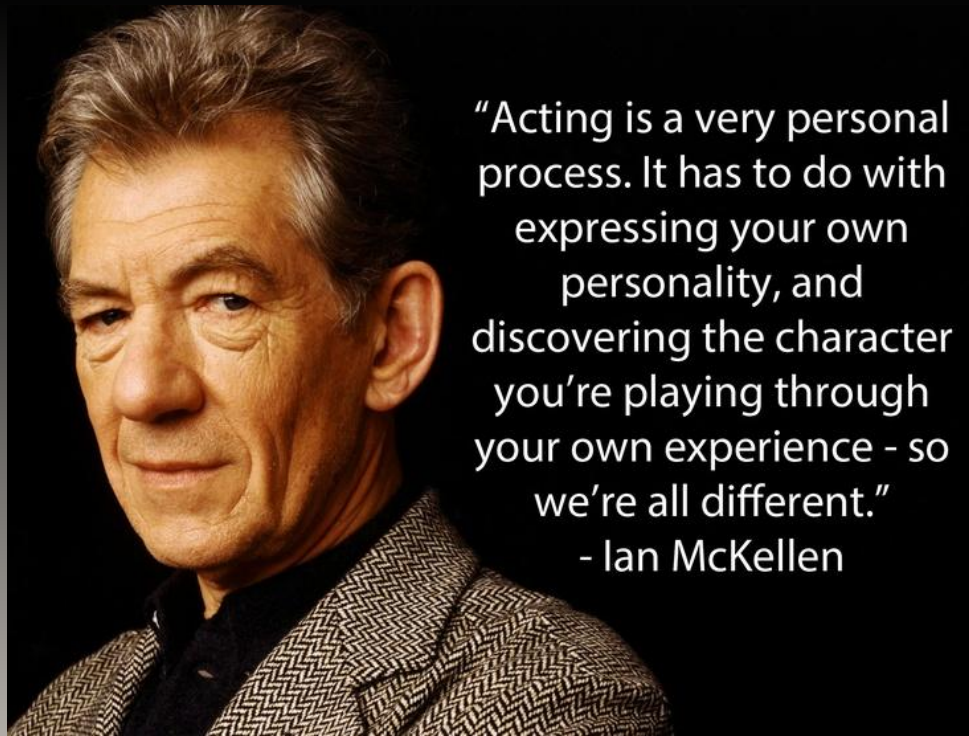 “Acting is a very personal
process. It has to do with
expressing your own
personality, and
discovering the character
you’re playing through
your own experience - so
we’re all different.”
- Ian McKellen